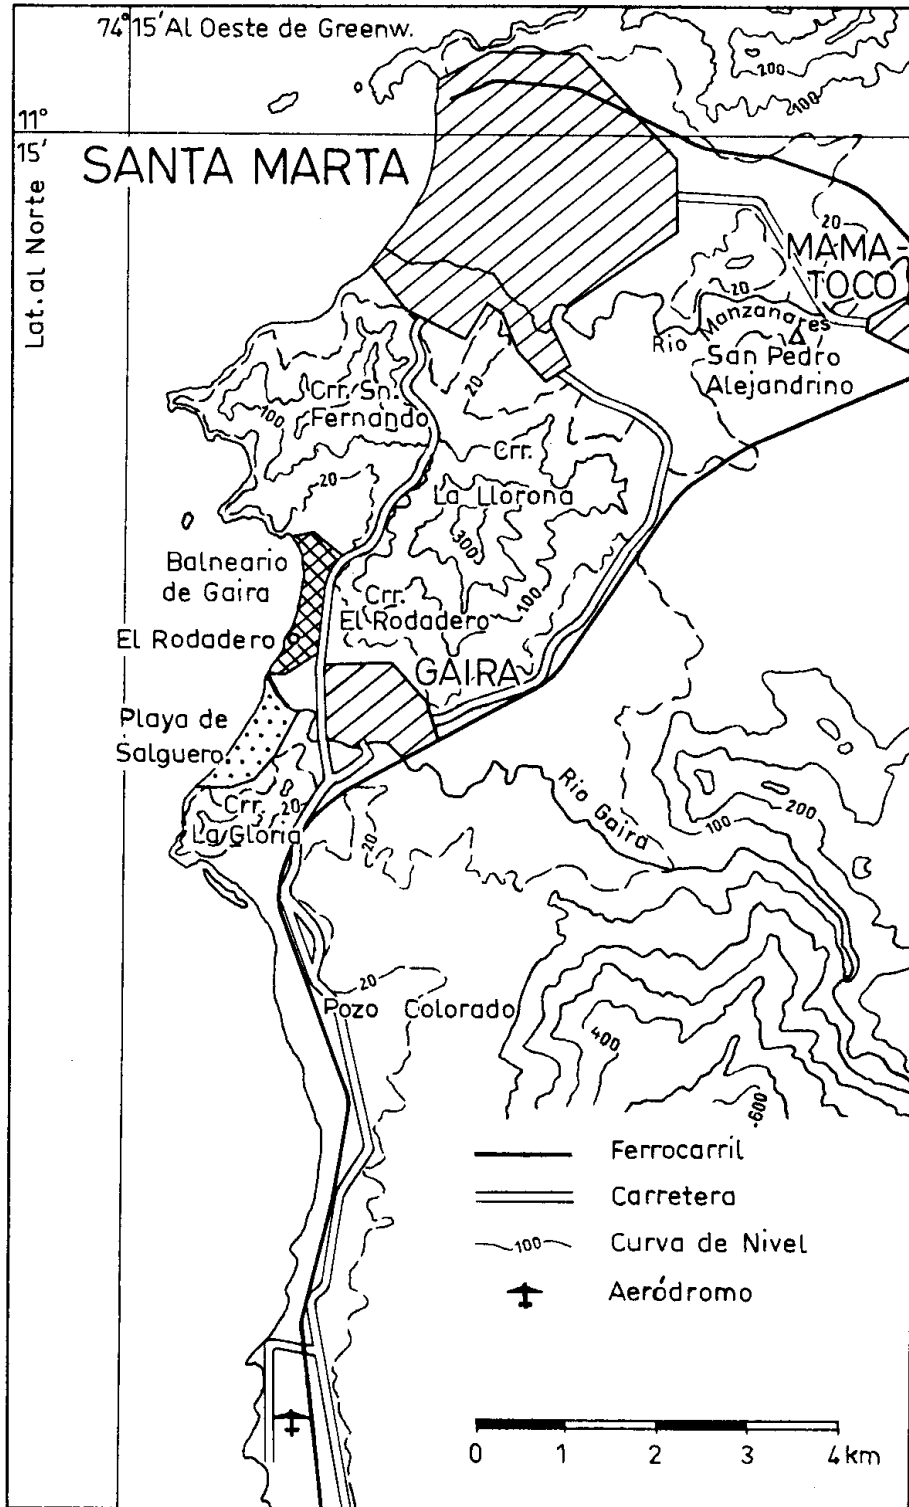 74°15' Al Oeste de Greenw.
11°
15'
Lat. al Norte
SANTA MARTA
200
100
20
MAMA-
TOCO
20
Rio Manzanares
San Pedro
Alejandrino
Crr. Sn.
Fernando
100
20
20
Crr.
La Llorona
300
100
Balneario
de Gaira
Crr.
El Rodadero
El Rodadero
GAIRA
Playa de
Salguero
Crr.
La Gloria
20
20
Rio Gaira
200
100
20
Pozo Colorado
400
600
Ferrocarril
Carretera
100
Curva de Nivel
Aeródromo
0 1 2 3 4 km